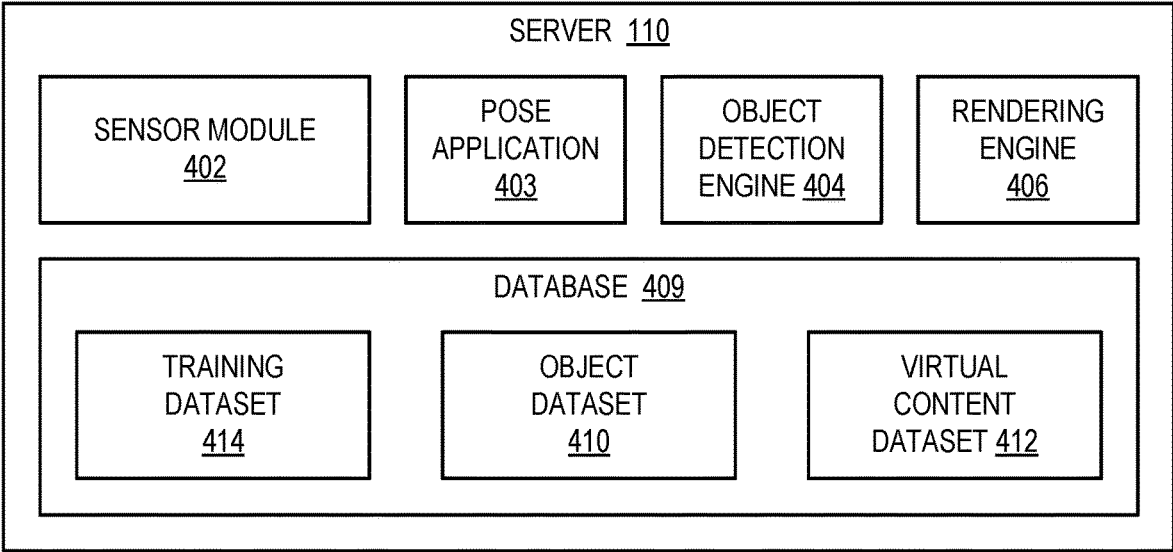 SERVER 110
SENSOR MODULE
402
POSE
APPLICATION
403
OBJECT
DETECTION
ENGINE 404
RENDERING
ENGINE
406
DATABASE 409
TRAINING
DATASET
414
OBJECT
DATASET
410
VIRTUAL
CONTENT
DATASET 412